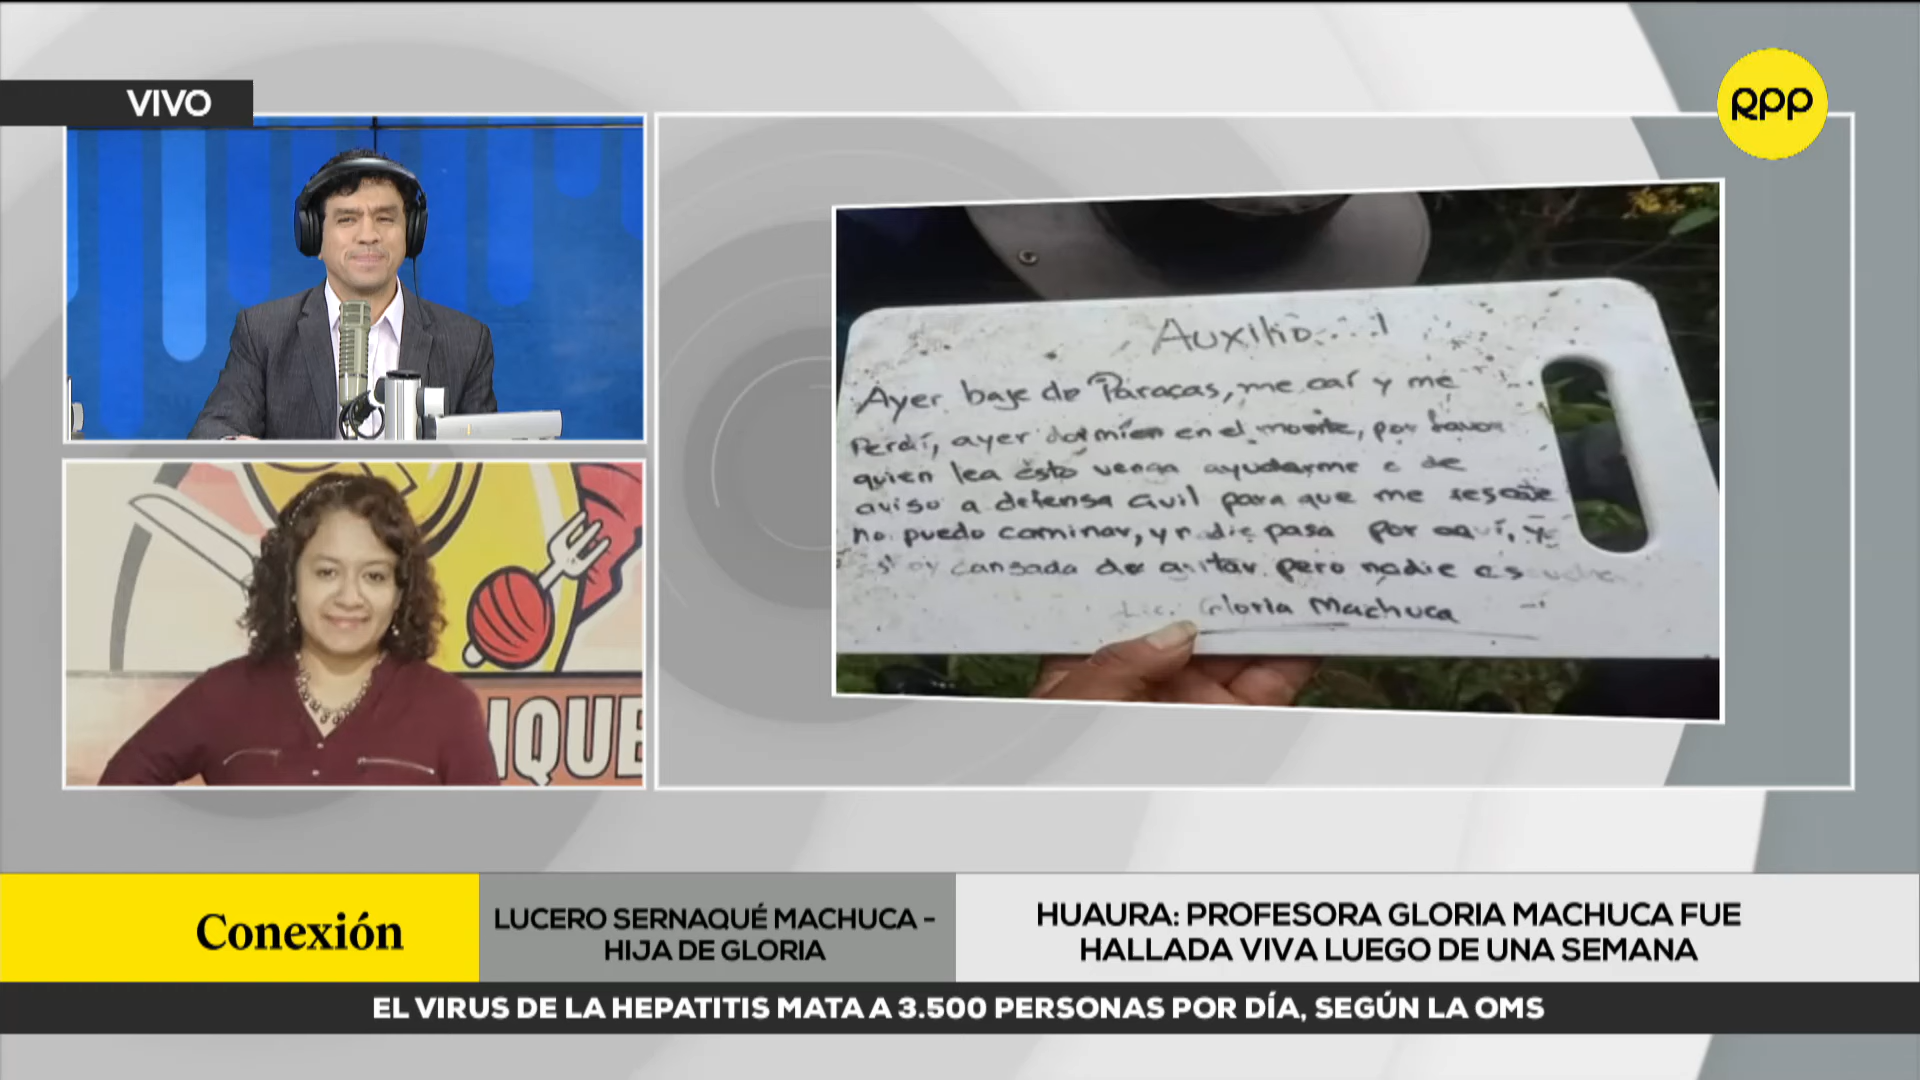 VIVO
RPP
Auxilio....!
Ayer baje de Paracas, me caí y me
Perdí, ayer dormí en el monte, por favor
quien lea ésto venga ayudarme o de
aviso a defensa civil para que me rescate
no puedo caminar, y nadie pasa por aquí, y
estoy cansada de gritar pero nadie escucha
Lic. Gloria Machuca
NQUE
Conexión
LUCERO SERNAQUÉ MACHUCA -
HIJA DE GLORIA
HUAURA: PROFESORA GLORIA MACHUCA FUE
HALLADA VIVA LUEGO DE UNA SEMANA
EL VIRUS DE LA HEPATITIS MATA A 3.500 PERSONAS POR DÍA, SEGÚN LA OMS